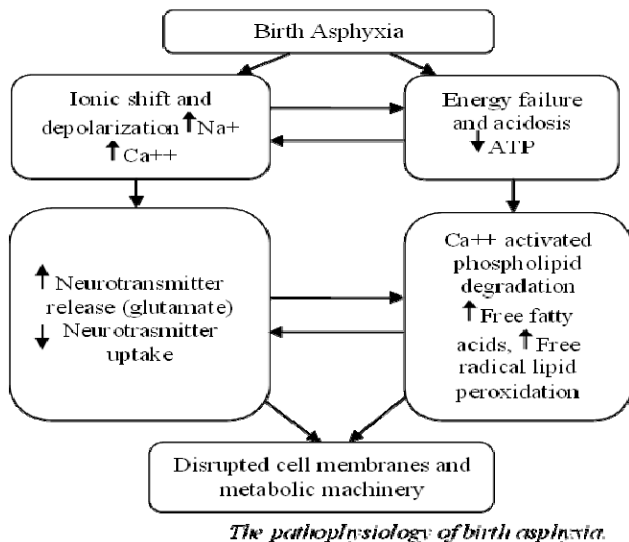 Birth Asphyxia
Ionic shift and
depolarization ↑Na+
↑Ca++
Energy failure
and acidosis
↓ATP
↑ Neurotransmitter
release (glutamate)
↓ Neurotrasmitter
uptake
Ca++ activated
phospholipid
degradation
↑Free fatty
acids, ↑Free
radical lipid
peroxidation
Disrupted cell membranes and
metabolic machinery
The pathophysiology of birth asphyxia.